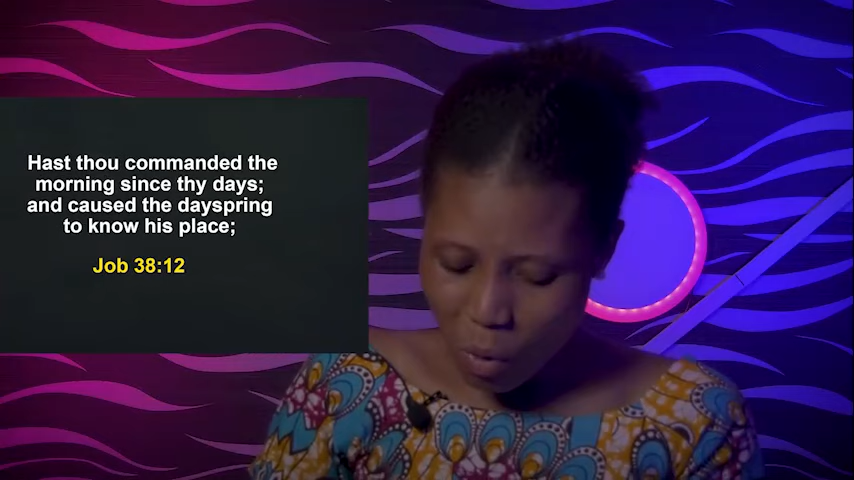 Hast thou commanded the
morning since thy days;
and caused the dayspring
to know his place;
Job 38:12